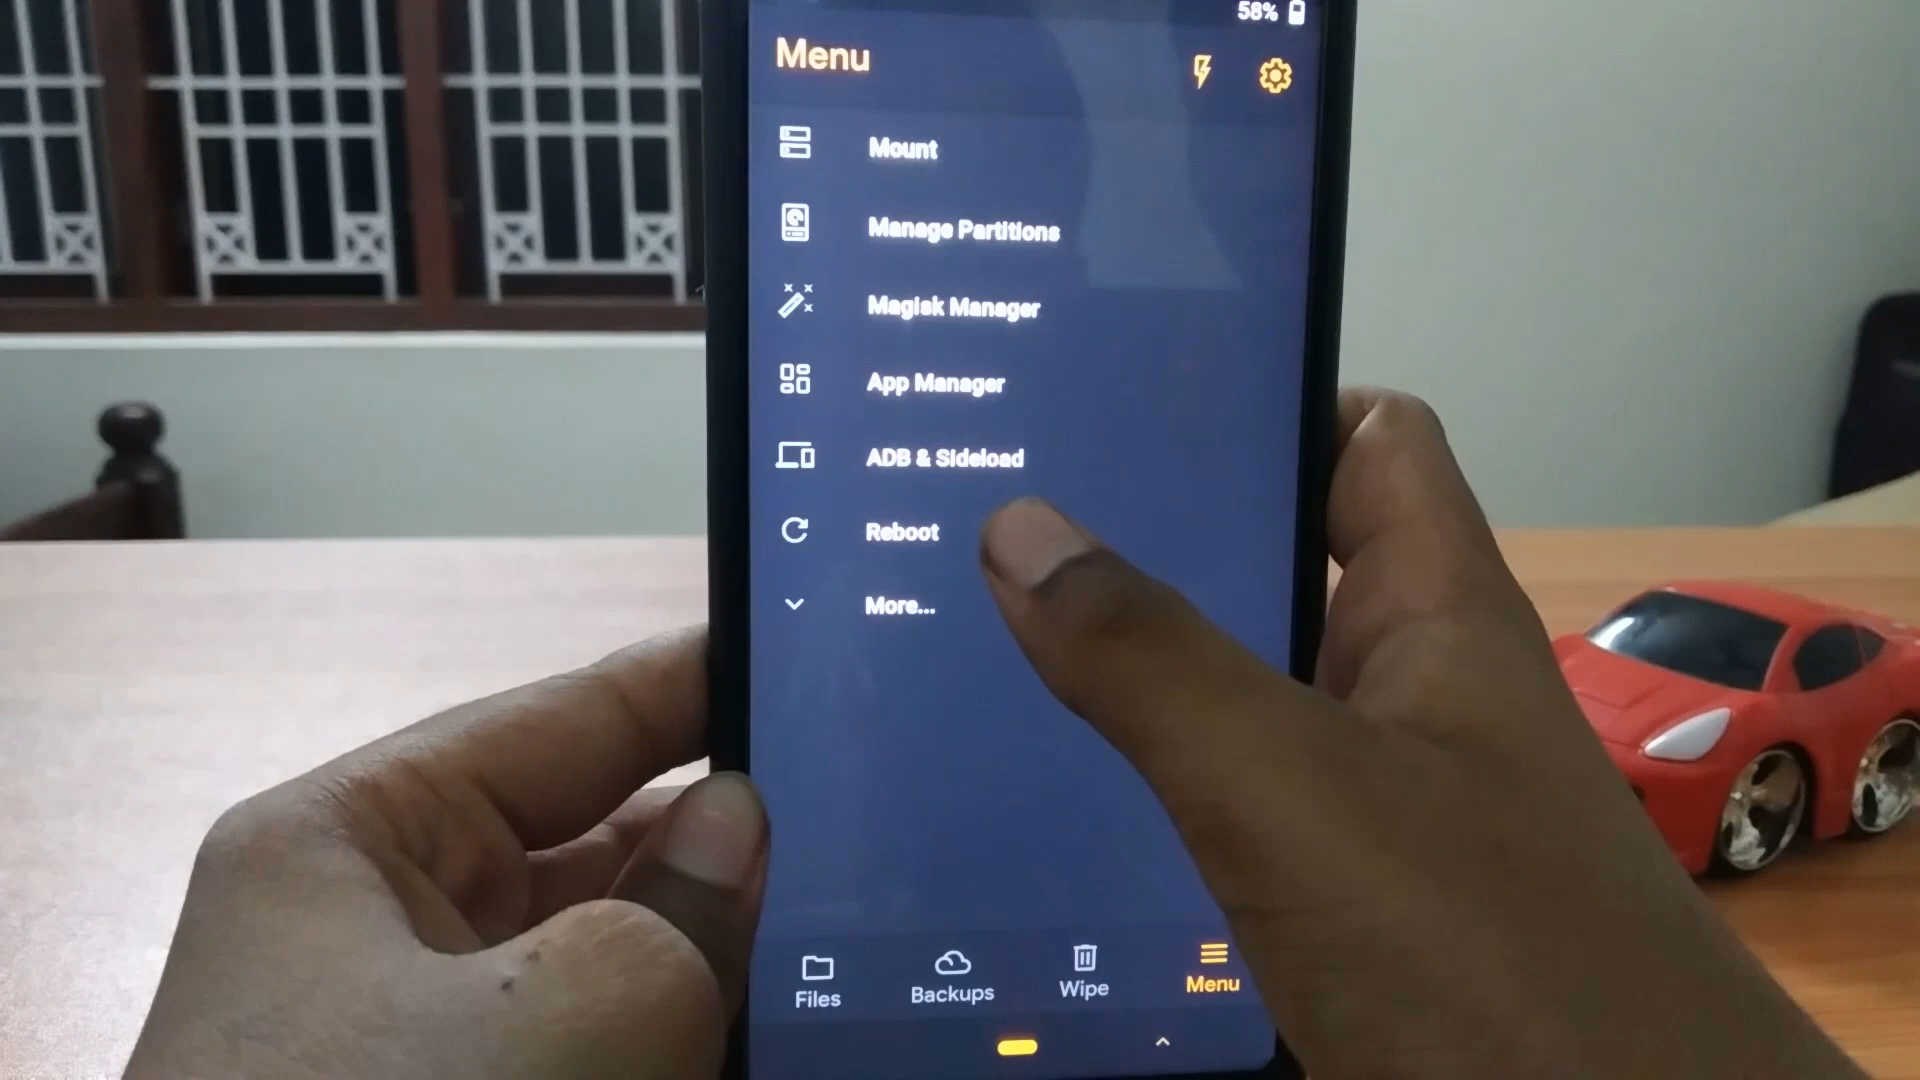 58%
Menu
Mount
Manage Partitions
Magisk Manager
App Manager
ADB & Sideload
Reboot
More...
Files
Backups
Wipe
Menu